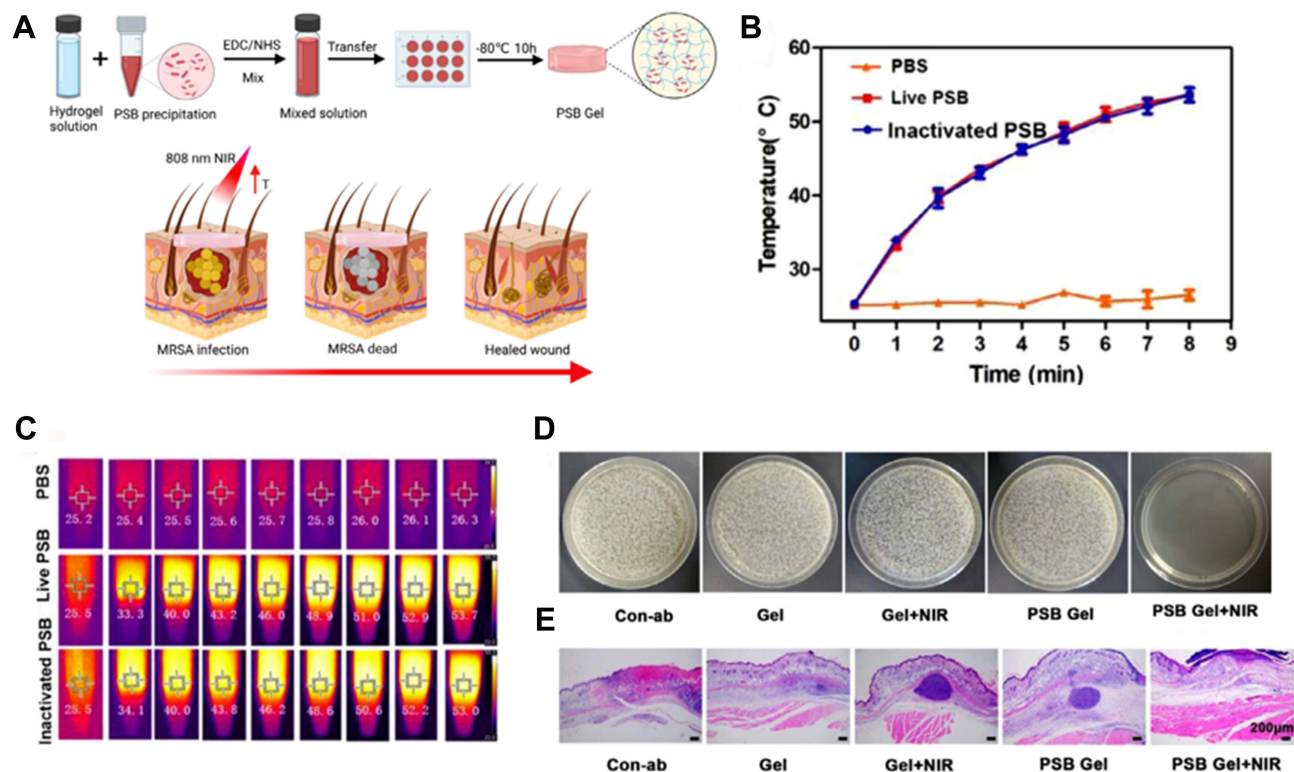 A
EDC/NHS
Mix
Transfer
-80℃ 10h
Hydrogel
solution
PSB precipitation
Mixed solution
PSB Gel
808 nm NIR
T
MRSA infection
MRSA dead
Healed wound
B
Temperature(° C)
60
50
40
30
PBS
Live PSB
Inactivated PSB
0 1 2 3 4 5 6 7 8 9
Time (min)
C
PBS
25.2 25.4 25.5 25.6 25.7 25.8 26.0 26.1 26.3
Live PSB
25.5 33.3 40.0 43.2 46.0 48.9 51.0 52.9 53.7
Inactivated PSB
25.5 34.1 40.0 43.8 46.2 48.6 50.6 52.2 53.0
D
Con-ab Gel Gel+NIR PSB Gel PSB Gel+NIR
E
200μm
Con-ab Gel Gel+NIR PSB Gel PSB Gel+NIR